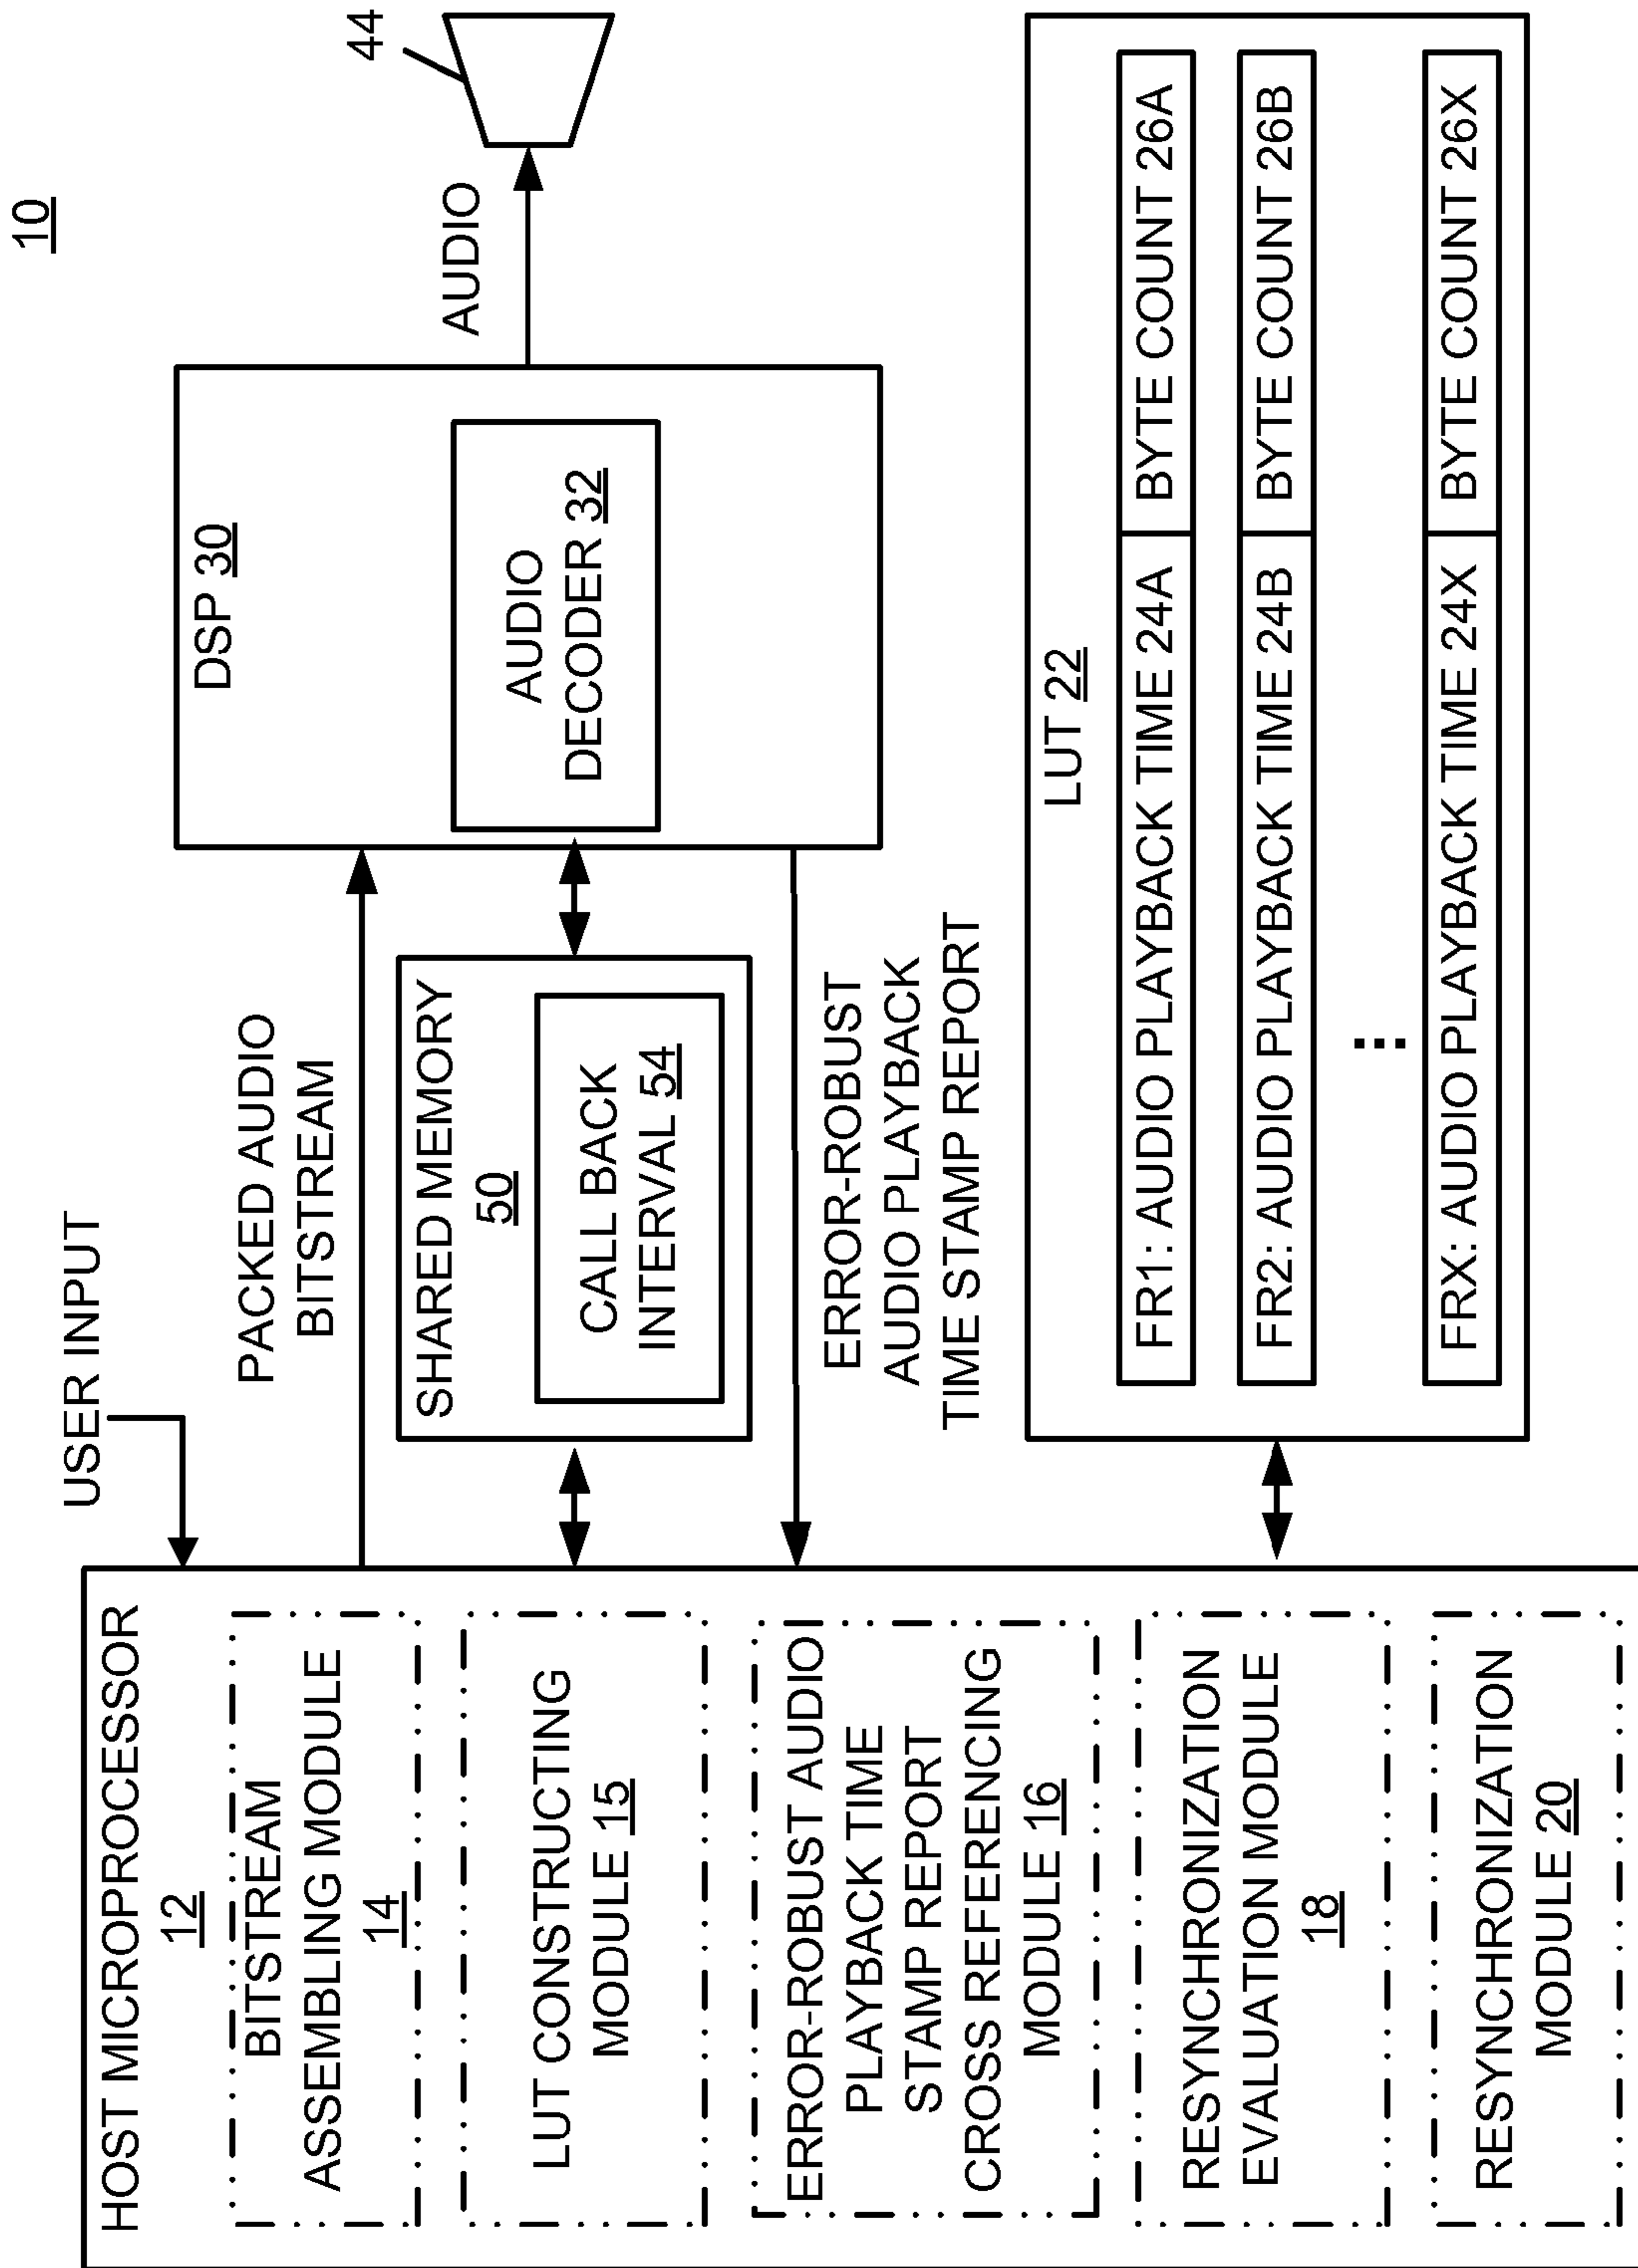 10
USER INPUT
HOST MICROPROCESSOR
12
BITSTREAM
ASSEMBLING MODULE
14
LUT CONSTRUCTING
MODULE 15
ERROR-ROBUST AUDIO
PLAYBACK TIME
STAMP REPORT
CROSS REFERENCING
MODULE 16
RESYNCHRONIZATION
EVALUATION MODULE
18
RESYNCHRONIZATION
MODULE 20
PACKED AUDIO
BITSTREAM
SHARED MEMORY
50
CALL BACK
INTERVAL 54
ERROR-ROBUST
AUDIO PLAYBACK
TIME STAMP REPORT
DSP 30
AUDIO
DECODER 32
AUDIO
44
LUT 22
FR1: AUDIO PLAYBACK TIME 24A BYTE COUNT 26A
FR2: AUDIO PLAYBACK TIME 24B BYTE COUNT 26B
FRX: AUDIO PLAYBACK TIME 24X BYTE COUNT 26X